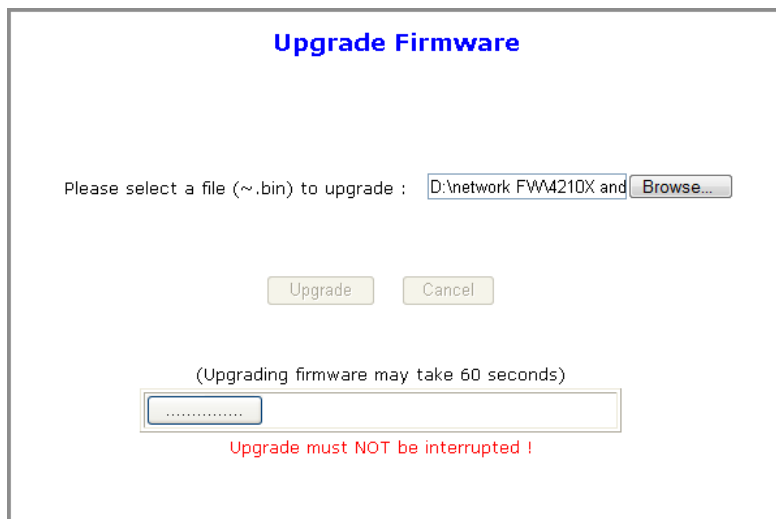 Upgrade Firmware
Please select a file (~.bin) to upgrade : D:\network FW\4210X and Browse...
Upgrade Cancel
(Upgrading firmware may take 60 seconds)
...............
Upgrade must NOT be interrupted !